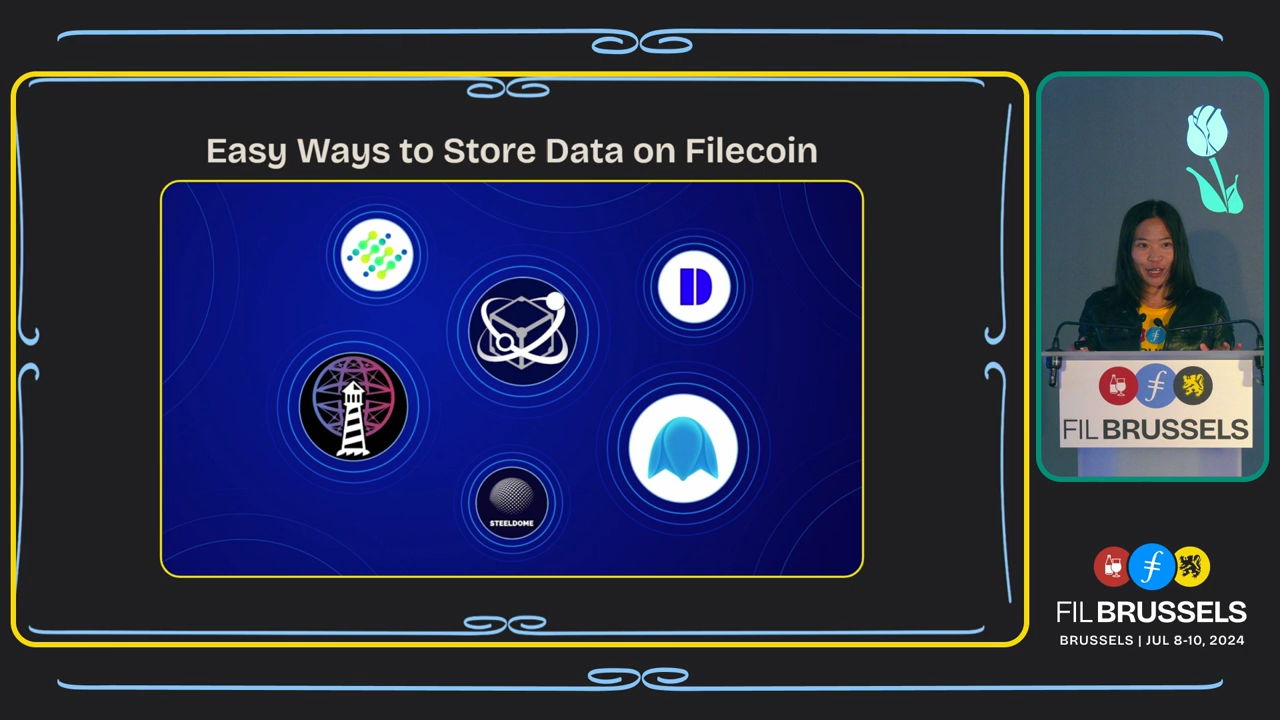 Easy Ways to Store Data on Filecoin
STEELDOME
FIL BRUSSELS
FIL BRUSSELS
BRUSSELS | JUL 8-10, 2024